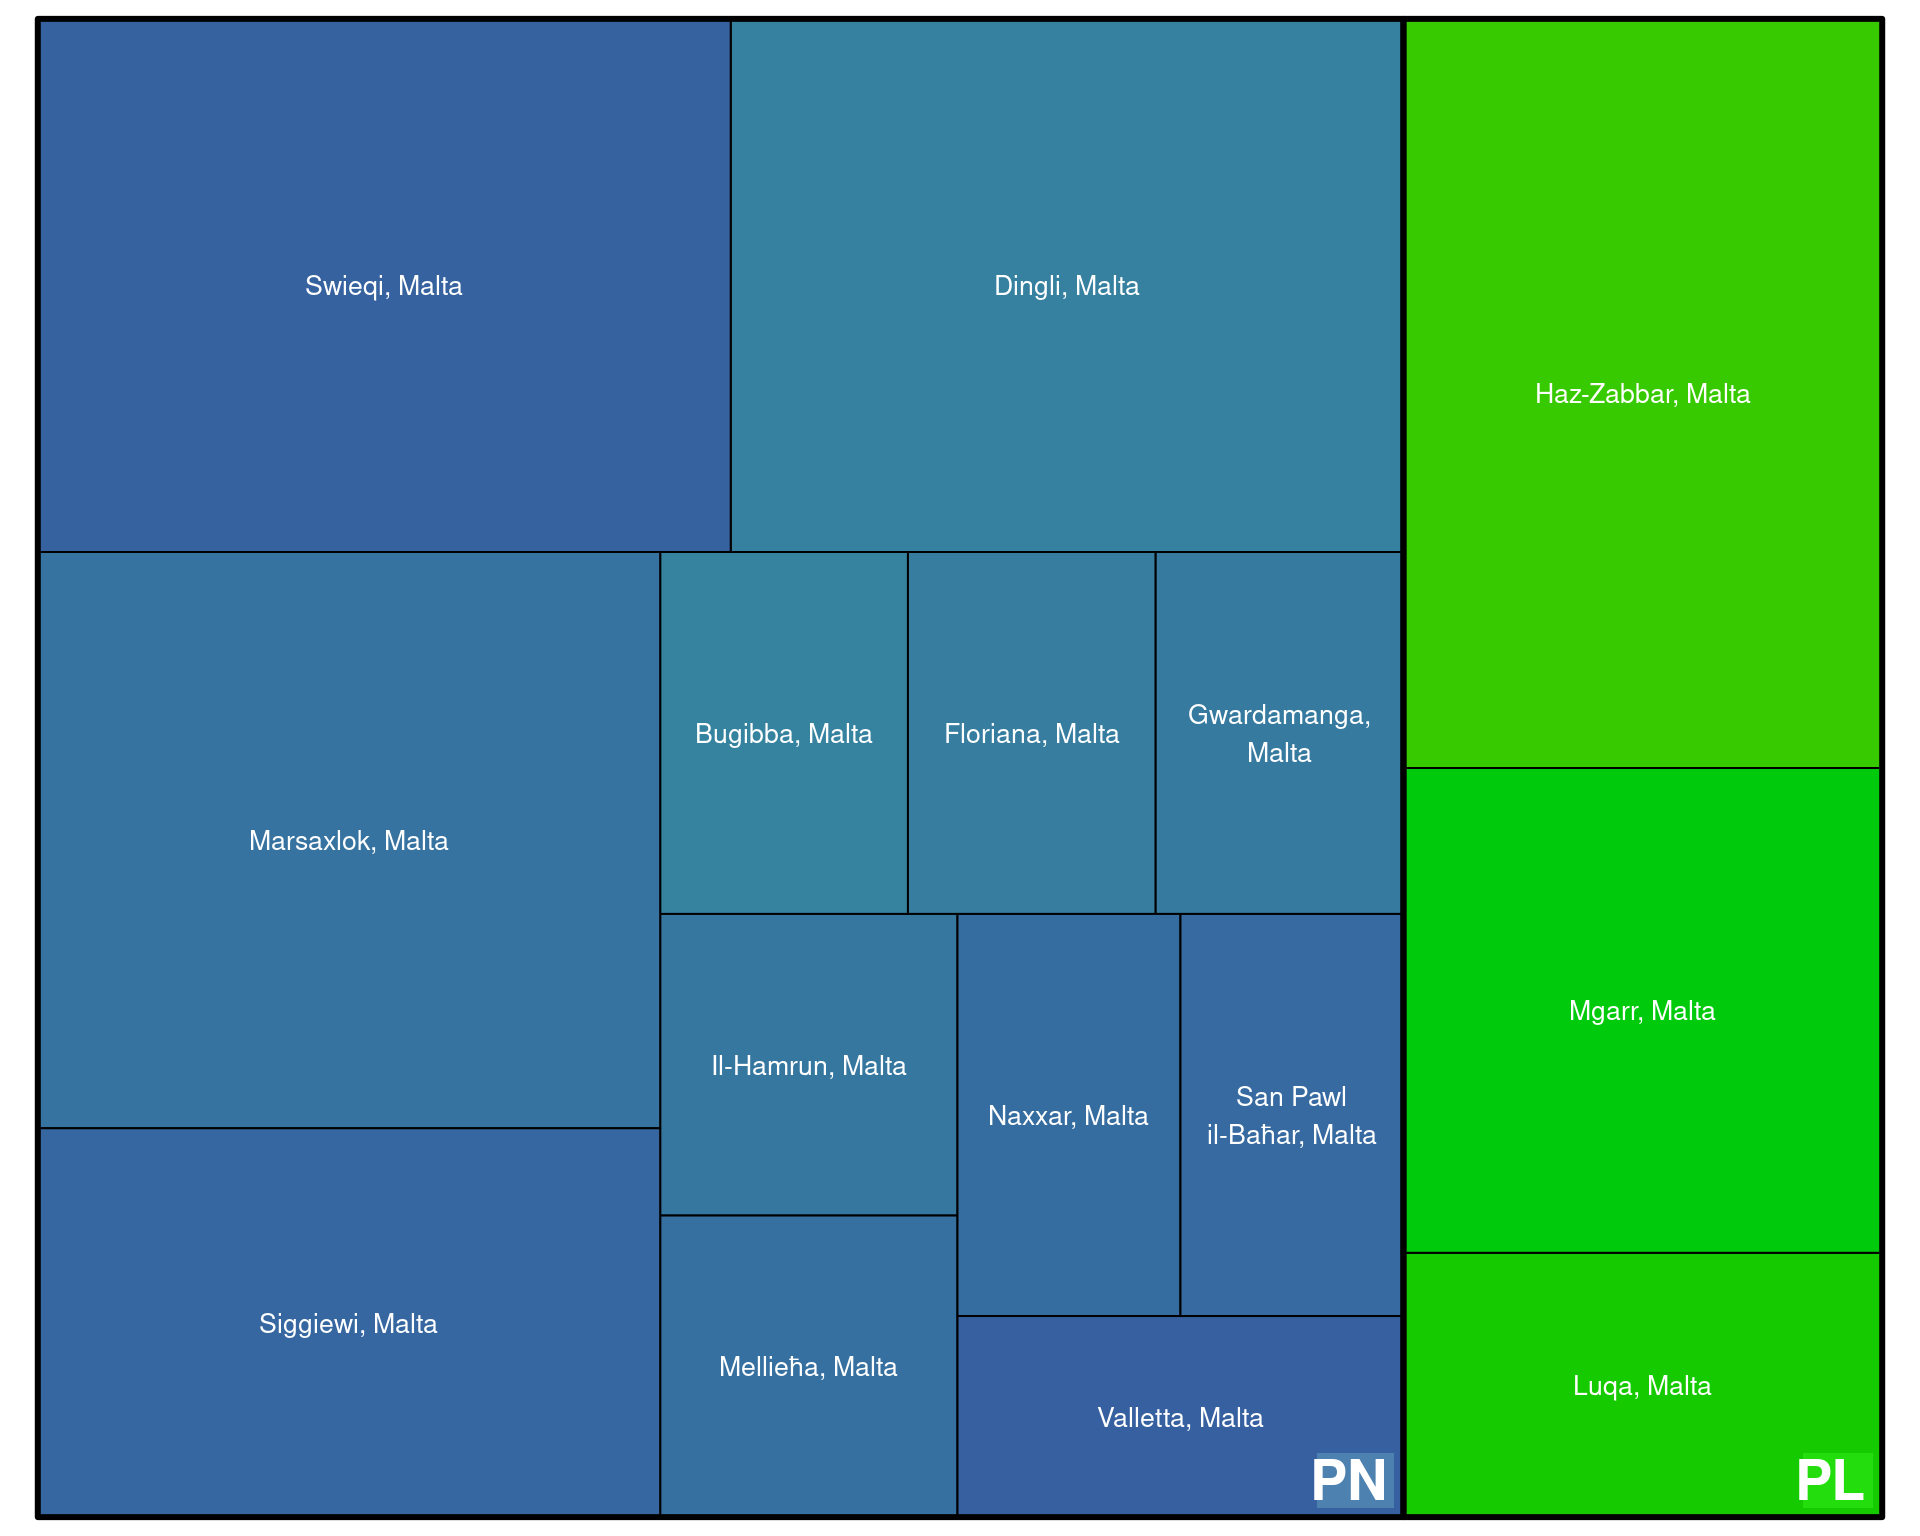 Swieqi, Malta
Dingli, Malta
Haz-Zabbar, Malta
Marsaxlok, Malta
Bugibba, Malta
Floriana, Malta
Gwardamanga,
Malta
Il-Hamrun, Malta
Naxxar, Malta
San Pawl
il-Baħar, Malta
Mgarr, Malta
Siggiewi, Malta
Mellieħa, Malta
Valletta, Malta
Luqa, Malta
PN
PL